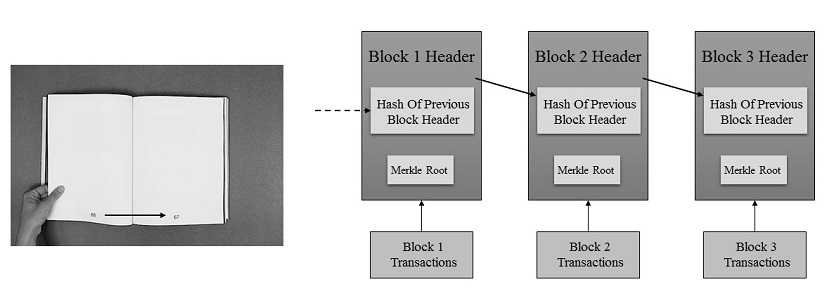 66 67
Block 1 Header
Hash Of Previous
Block Header
Merkle Root
Block 1
Transactions
Block 2 Header
Hash Of Previous
Block Header
Merkle Root
Block 2
Transactions
Block 3 Header
Hash Of Previous
Block Header
Merkle Root
Block 3
Transactions